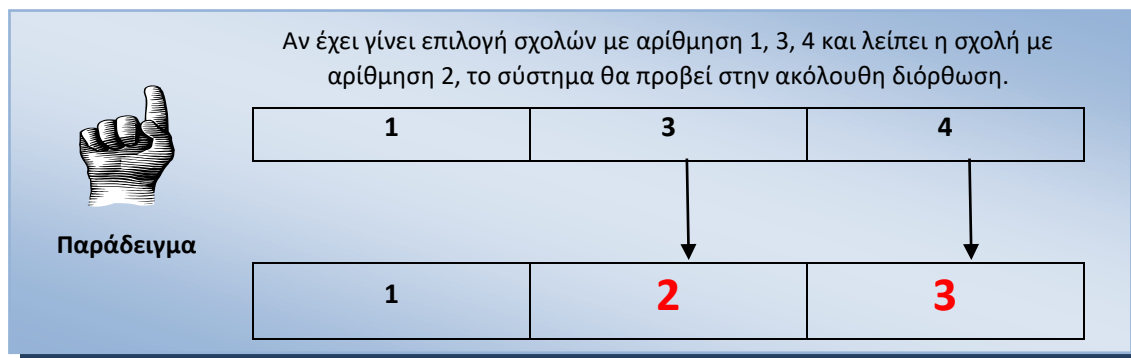 Αν έχει γίνει επιλογή σχολών με αρίθμηση 1, 3, 4 και λείπει η σχολή με
αρίθμηση 2, το σύστημα θα προβεί στην ακόλουθη διόρθωση.
1 3 4
Παράδειγμα
1 2 3